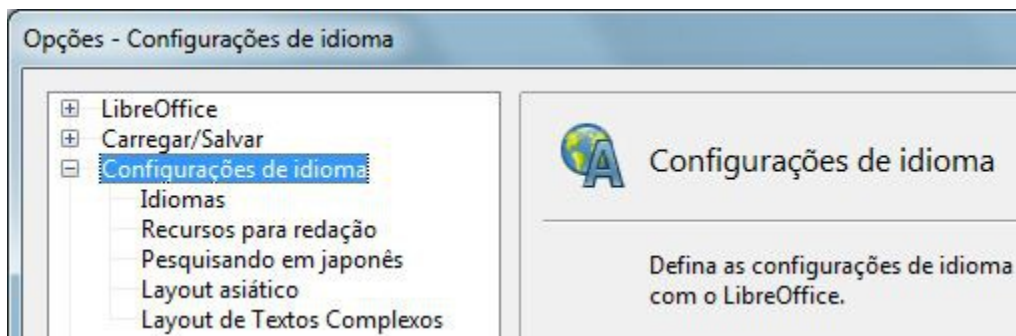 Opções - Configurações de idioma
LibreOffice
Carregar/Salvar
Configurações de idioma
Idiomas
Recursos para redação
Pesquisando em japonês
Layout asiático
Layout de Textos Complexos
Configurações de idioma
Defina as configurações de idioma
com o LibreOffice.